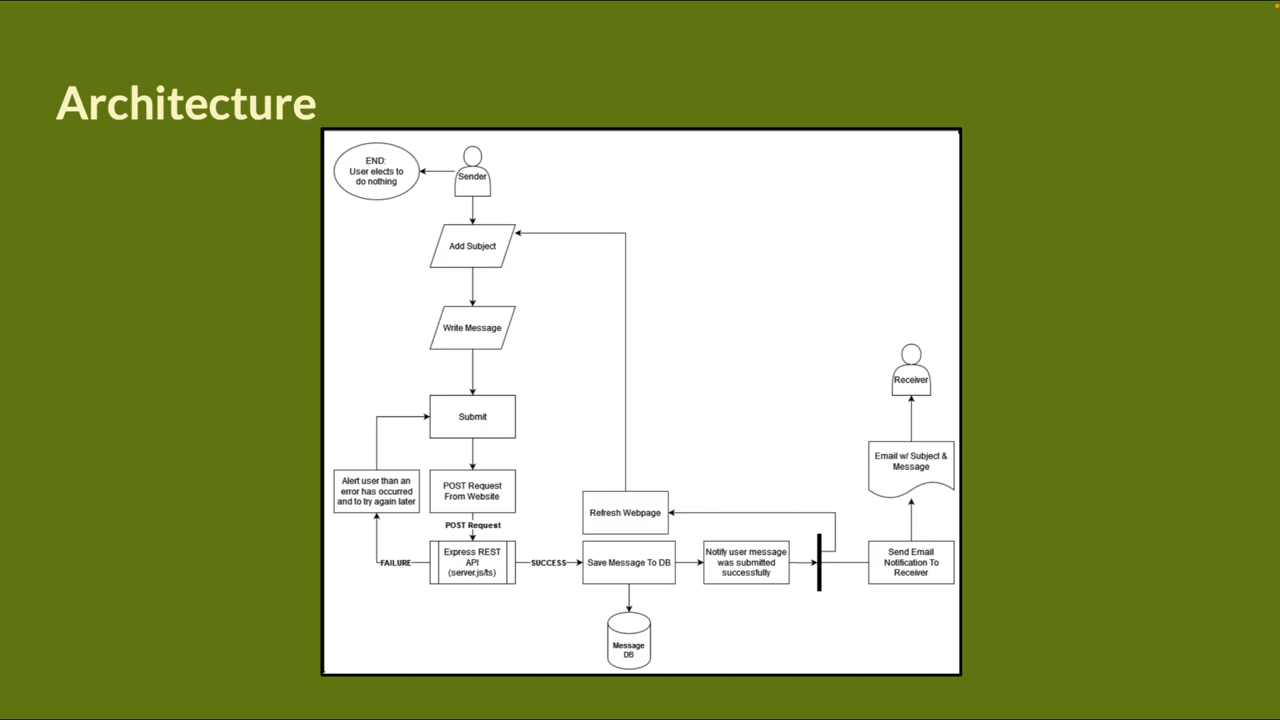 Architecture
END:
User elects to
do nothing
Sender
Add Subject
Write Message
Submit
Alert user than an
error has occurred
and to try again later
POST Request
From Website
POST Request
FAILURE
Express REST
API
(server.js/ts)
SUCCESS
Save Message To DB
Message
DB
Refresh Webpage
Notify user message
was submitted
successfully
Send Email
Notification To
Receiver
Email w/ Subject &
Message
Receiver